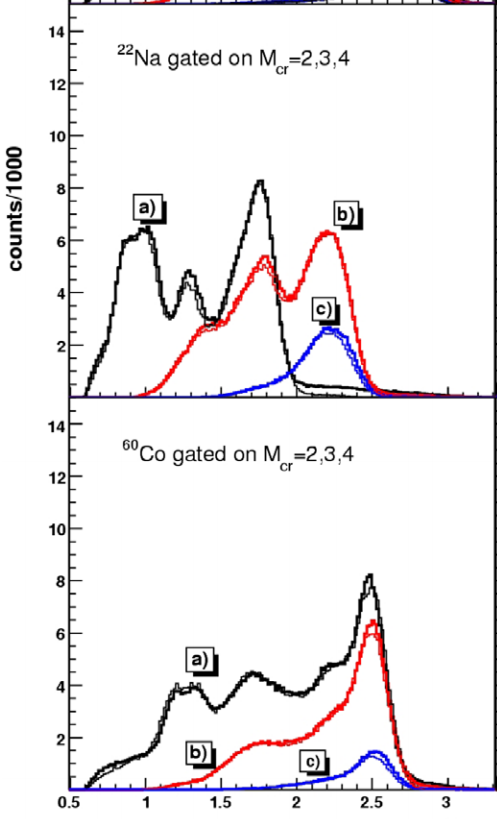 14
²²Na gated on M_cr=2,3,4
12
10
counts/1000
8
a)
b)
6
4
c)
2
14
⁶⁰Co gated on M_cr=2,3,4
12
10
8
6
a)
4
b)
c)
2
0.5 1 1.5 2 2.5 3